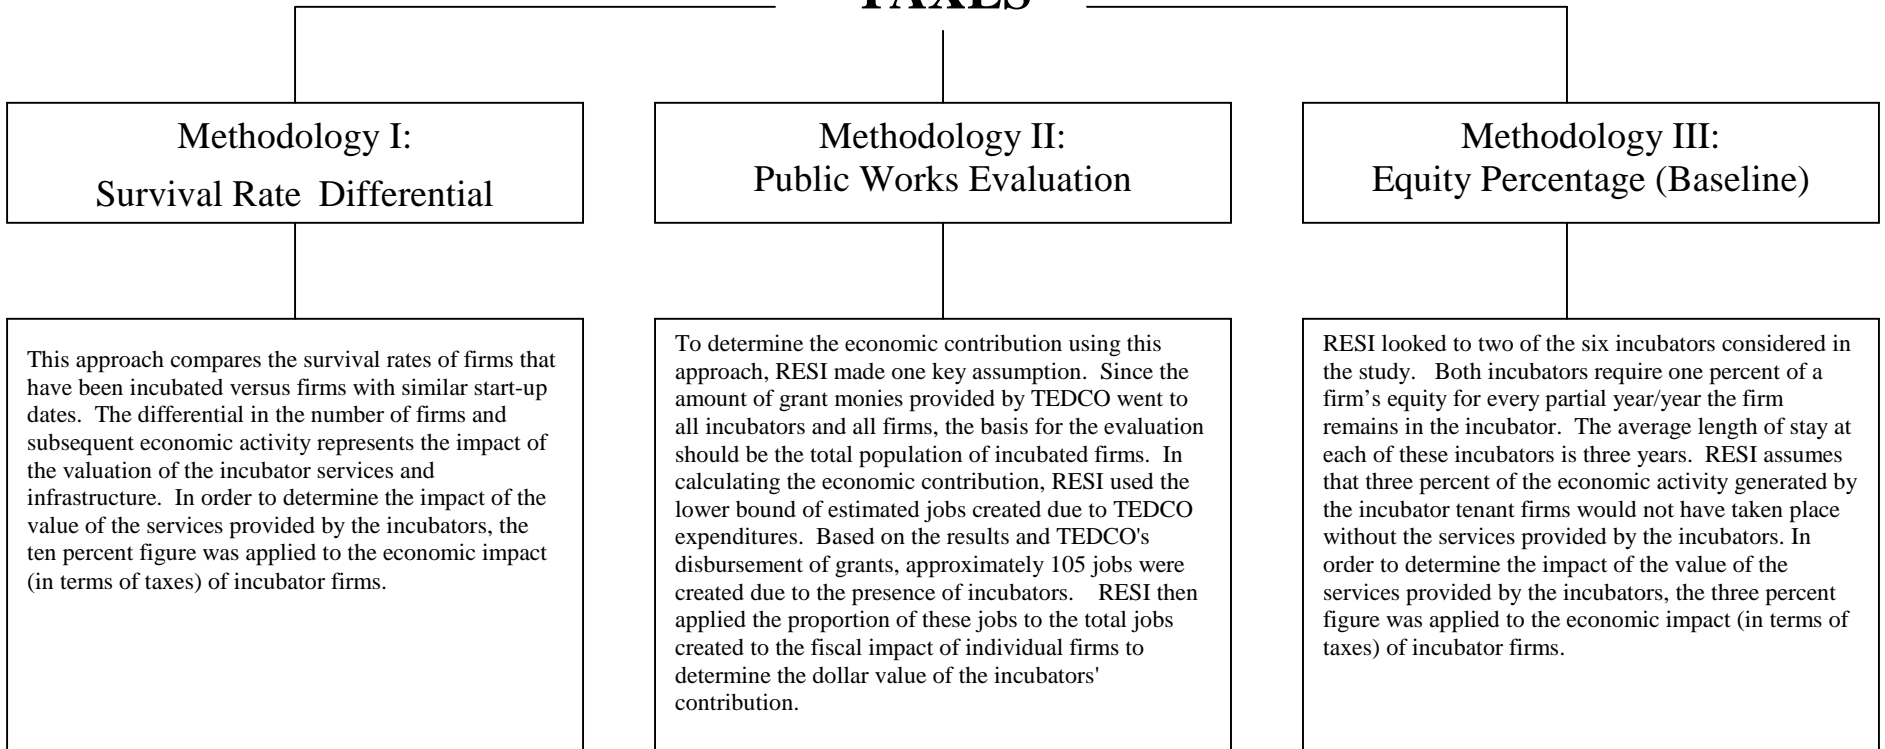 TAXES
Methodology I:
Survival Rate Differential
Methodology II:
Public Works Evaluation
Methodology III:
Equity Percentage (Baseline)
This approach compares the survival rates of firms that
have been incubated versus firms with similar start-up
dates. The differential in the number of firms and
subsequent economic activity represents the impact of
the valuation of the incubator services and
infrastructure. In order to determine the impact of the
value of the services provided by the incubators, the
ten percent figure was applied to the economic impact
(in terms of taxes) of incubator firms.
To determine the economic contribution using this
approach, RESI made one key assumption. Since the
amount of grant monies provided by TEDCO went to
all incubators and all firms, the basis for the evaluation
should be the total population of incubated firms. In
calculating the economic contribution, RESI used the
lower bound of estimated jobs created due to TEDCO
expenditures. Based on the results and TEDCO's
disbursement of grants, approximately 105 jobs were
created due to the presence of incubators. RESI then
applied the proportion of these jobs to the total jobs
created to the fiscal impact of individual firms to
determine the dollar value of the incubators'
contribution.
RESI looked to two of the six incubators considered in
the study. Both incubators require one percent of a
firm’s equity for every partial year/year the firm
remains in the incubator. The average length of stay at
each of these incubators is three years. RESI assumes
that three percent of the economic activity generated by
the incubator tenant firms would not have taken place
without the services provided by the incubators. In
order to determine the impact of the value of the
services provided by the incubators, the three percent
figure was applied to the economic impact (in terms of
taxes) of incubator firms.